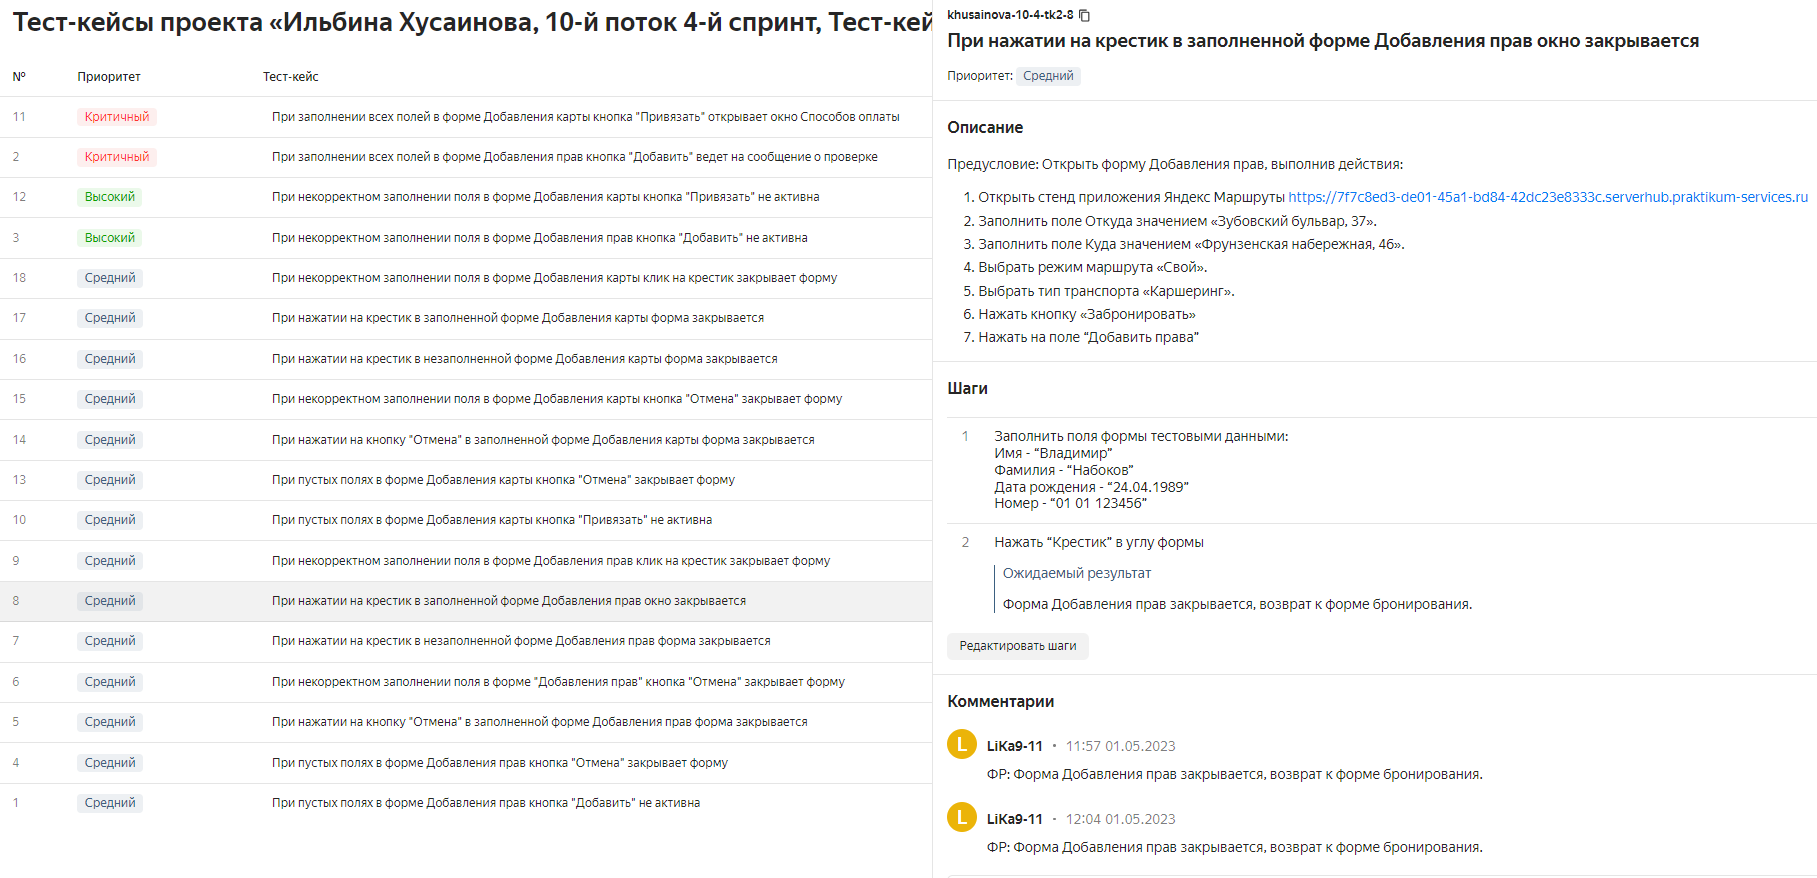 Тест-кейсы проекта «Ильбина Хусаинова, 10-й поток 4-й спринт, Тест-кей
№ Приоритет Тест-кейс
11 Критичный При заполнении всех полей в форме Добавления карты кнопка "Привязать" открывает окно Способов оплаты
2 Критичный При заполнении всех полей в форме Добавления прав кнопка "Добавить" ведет на сообщение о проверке
12 Высокий При некорректном заполнении поля в форме Добавления карты кнопка "Привязать" не активна
3 Высокий При некорректном заполнении поля в форме Добавления прав кнопка "Добавить" не активна
18 Средний При некорректном заполнении поля в форме Добавления карты клик на крестик закрывает форму
17 Средний При нажатии на крестик в заполненной форме Добавления карты форма закрывается
16 Средний При нажатии на крестик в незаполненной форме Добавления карты форма закрывается
15 Средний При некорректном заполнении поля в форме Добавления карты кнопка "Отмена" закрывает форму
14 Средний При нажатии на кнопку "Отмена" в заполненной форме Добавления карты форма закрывается
13 Средний При пустых полях в форме Добавления карты кнопка "Отмена" закрывает форму
10 Средний При пустых полях в форме Добавления карты кнопка "Привязать" не активна
9 Средний При некорректном заполнении поля в форме Добавления прав клик на крестик закрывает форму
8 Средний При нажатии на крестик в заполненной форме Добавления прав окно закрывается
7 Средний При нажатии на крестик в незаполненной форме Добавления прав форма закрывается
6 Средний При некорректном заполнении поля в форме "Добавления прав" кнопка "Отмена" закрывает форму
5 Средний При нажатии на кнопку "Отмена" в заполненной форме Добавления прав форма закрывается
4 Средний При пустых полях в форме Добавления прав кнопка "Отмена" закрывает форму
1 Средний При пустых полях в форме Добавления прав кнопка "Добавить" не активна
khusainova-10-4-tk2-8
При нажатии на крестик в заполненной форме Добавления прав окно закрывается
Приоритет: Средний
Описание
Предусловие: Открыть форму Добавления прав, выполнив действия:
1. Открыть стенд приложения Яндекс Маршруты https://7f7c8ed3-de01-45a1-bd84-42dc23e8333c.serverhub.praktikum-services.ru
2. Заполнить поле Откуда значением «Зубовский бульвар, 37».
3. Заполнить поле Куда значением «Фрунзенская набережная, 46».
4. Выбрать режим маршрута «Свой».
5. Выбрать тип транспорта «Каршеринг».
6. Нажать кнопку «Забронировать»
7. Нажать на поле “Добавить права”
Шаги
1 Заполнить поля формы тестовыми данными:
Имя - “Владимир”
Фамилия - “Набоков”
Дата рождения - “24.04.1989”
Номер - “01 01 123456”
2 Нажать “Крестик” в углу формы
Ожидаемый результат
Форма Добавления прав закрывается, возврат к форме бронирования.
Редактировать шаги
Комментарии
L LiKa9-11 • 11:57 01.05.2023
ФР: Форма Добавления прав закрывается, возврат к форме бронирования.
L LiKa9-11 • 12:04 01.05.2023
ФР: Форма Добавления прав закрывается, возврат к форме бронирования.